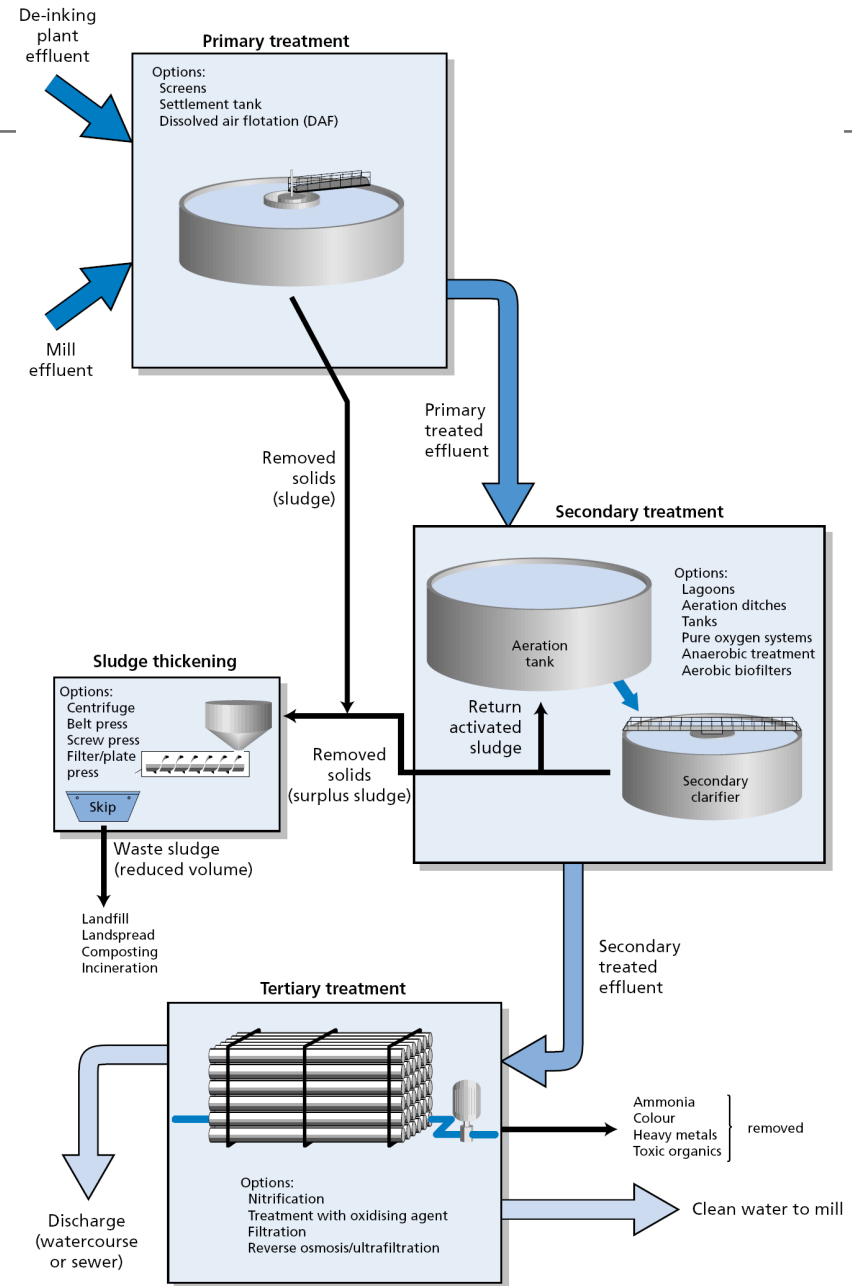 De-inking
plant
effluent
Primary treatment
Options:
Screens
Settlement tank
Dissolved air flotation (DAF)
Mill
effluent
Primary
treated
effluent
Removed
solids
(sludge)
Secondary treatment
Options:
Lagoons
Aeration ditches
Tanks
Pure oxygen systems
Anaerobic treatment
Aerobic biofilters
Aeration
tank
Return
activated
sludge
Secondary
clarifier
Removed
solids
(surplus sludge)
Sludge thickening
Options:
Centrifuge
Belt press
Screw press
Filter/plate
press
Skip
Waste sludge
(reduced volume)
Landfill
Landspread
Composting
Incineration
Secondary
treated
effluent
Tertiary treatment
Ammonia
Colour
Heavy metals
Toxic organics
removed
Options:
Nitrification
Treatment with oxidising agent
Filtration
Reverse osmosis/ultrafiltration
Clean water to mill
Discharge
(watercourse
or sewer)